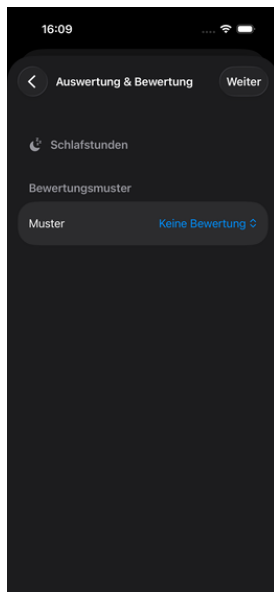 16:09
Auswertung & Bewertung
Weiter
Schlafstunden
Bewertungsmuster
Muster
Keine Bewertung